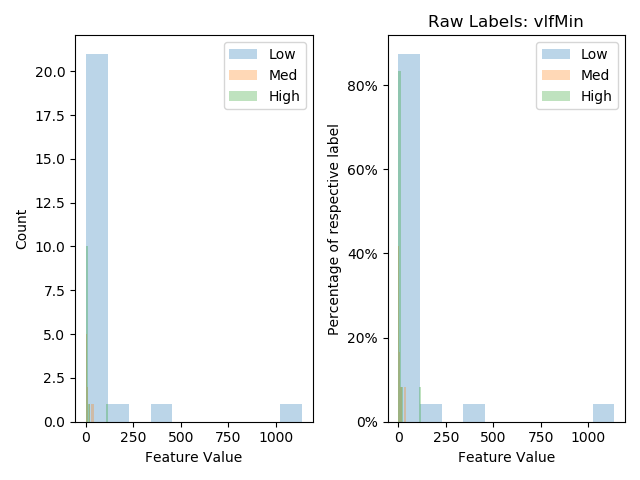 Raw Labels: vlfMin
Low
Med
High
Count
20.0
17.5
15.0
12.5
10.0
7.5
5.0
2.5
0.0
0 250 500 750 1000
Feature Value
Low
Med
High
Percentage of respective label
80%
60%
40%
20%
0%
0 250 500 750 1000
Feature Value